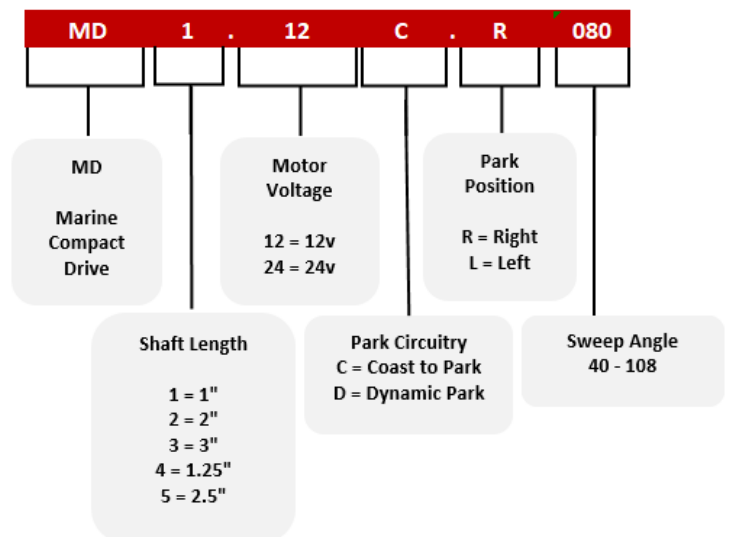 MD 1 . 12 C . R 080
MD
Marine
Compact
Drive
Motor
Voltage
12 = 12v
24 = 24v
Park
Position
R = Right
L = Left
Shaft Length
1 = 1"
2 = 2"
3 = 3"
4 = 1.25"
5 = 2.5"
Park Circuitry
C = Coast to Park
D = Dynamic Park
Sweep Angle
40 - 108